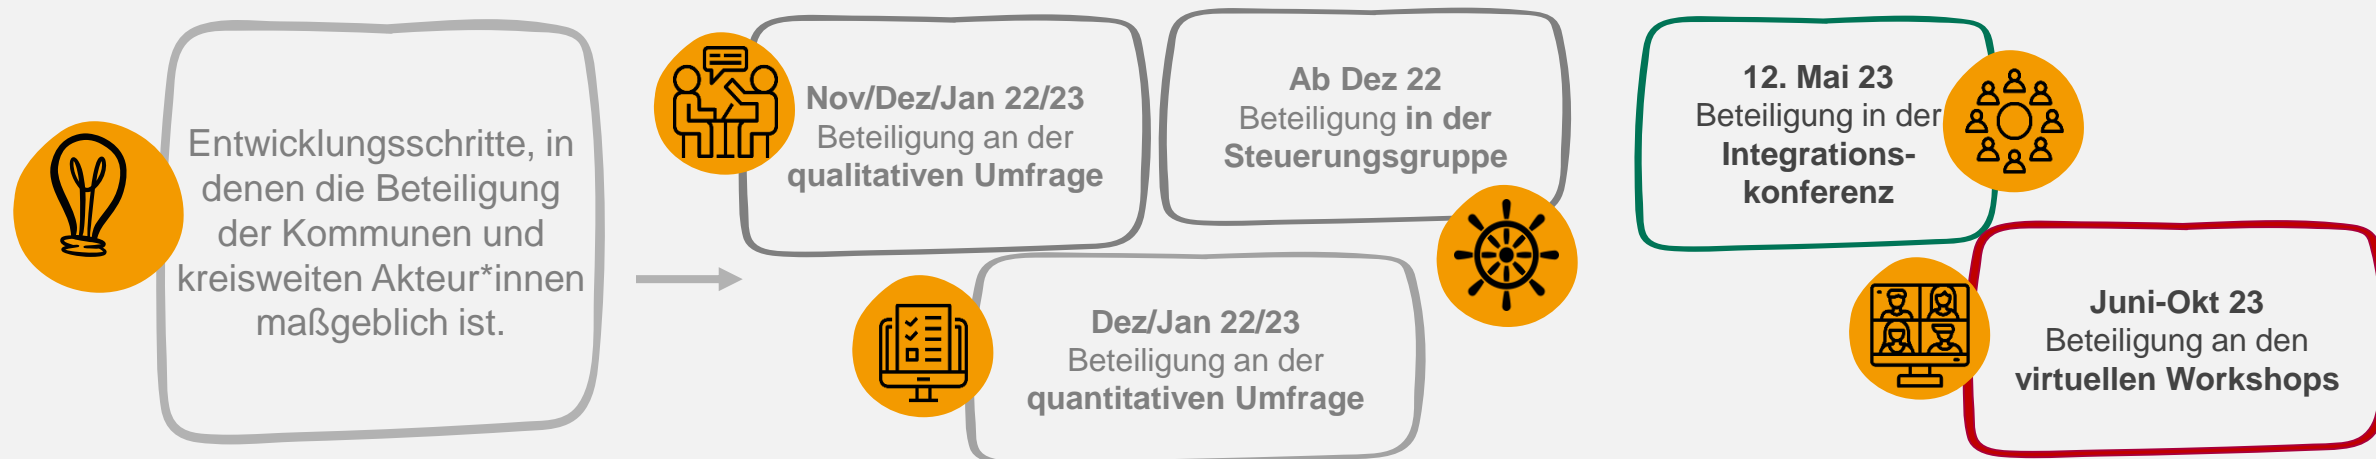 Entwicklungsschritte, in
denen die Beteiligung
der Kommunen und
kreisweiten Akteur*innen
maßgeblich ist.
Nov/Dez/Jan 22/23
Beteiligung an der
qualitativen Umfrage
Ab Dez 22
Beteiligung in der
Steuerungsgruppe
Dez/Jan 22/23
Beteiligung an der
quantitativen Umfrage
12. Mai 23
Beteiligung in der
Integrations-
konferenz
Juni-Okt 23
Beteiligung an den
virtuellen Workshops